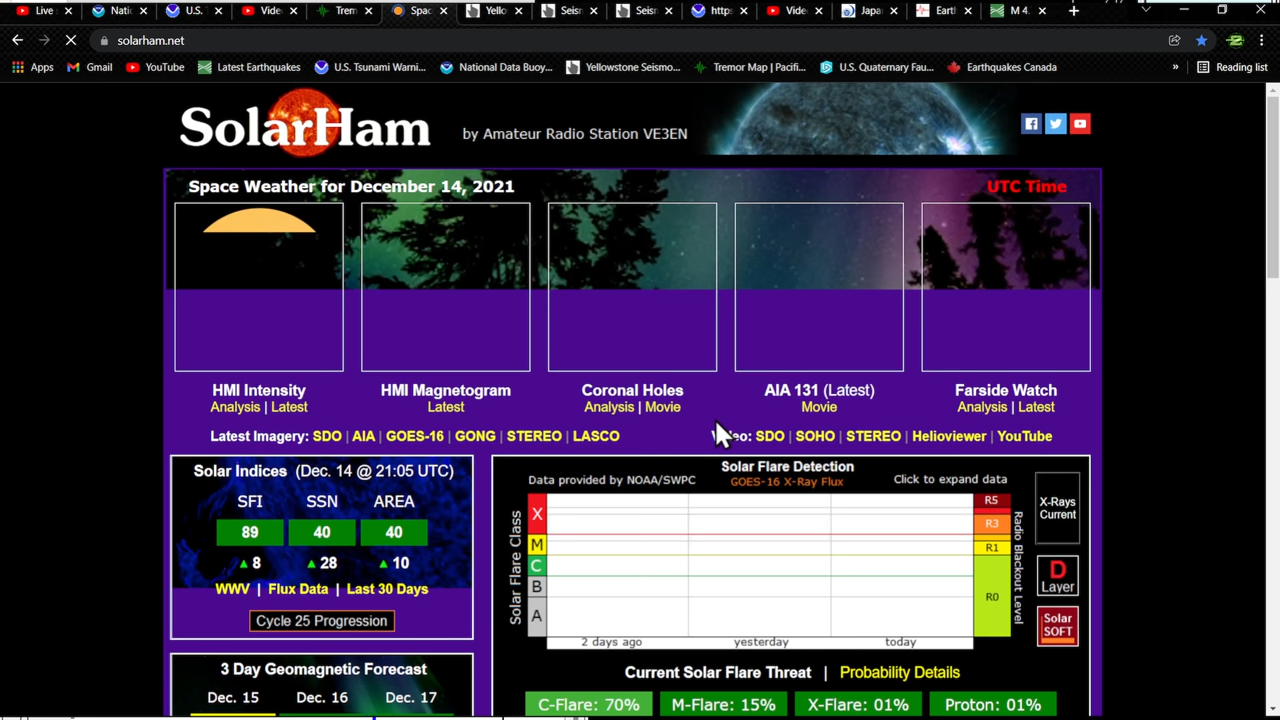 Live
Nati
U.S. T
Vide
Trem
Spac
Yello
Seisn
Seisn
https
Vide
Japa
Eartl
M 4.
solarham.net
Apps
Gmail
YouTube
Latest Earthquakes
U.S. Tsunami Warni...
National Data Buoy...
Yellowstone Seismo...
Tremor Map | Pacifi...
U.S. Quaternary Fau...
Earthquakes Canada
»
Reading list
SolarHam
by Amateur Radio Station VE3EN
Space Weather for December 14, 2021
UTC Time
HMI Intensity
Analysis | Latest
HMI Magnetogram
Latest
Coronal Holes
Analysis | Movie
AIA 131 (Latest)
Movie
Farside Watch
Analysis | Latest
Latest Imagery: SDO | AIA | GOES-16 | GONG | STEREO | LASCO
SDO | SOHO | STEREO | Helioviewer | YouTube
Solar Indices (Dec. 14 @ 21:05 UTC)
SFI SSN AREA
89 40 40
8 28 10
WWV | Flux Data | Last 30 Days
Cycle 25 Progression
3 Day Geomagnetic Forecast
Dec. 15 Dec. 16 Dec. 17
Solar Flare Detection
Data provided by NOAA/SWPC
GOES-16 X-Ray Flux
Click to expand data
Solar Flare Class
X
M
C
B
A
R5
R3
R1
R0
Radio Blackout Level
2 days ago yesterday today
X-Rays
Current
D
Layer
Solar
SOFT
Current Solar Flare Threat | Probability Details
C-Flare: 70% M-Flare: 15% X-Flare: 01% Proton: 01%